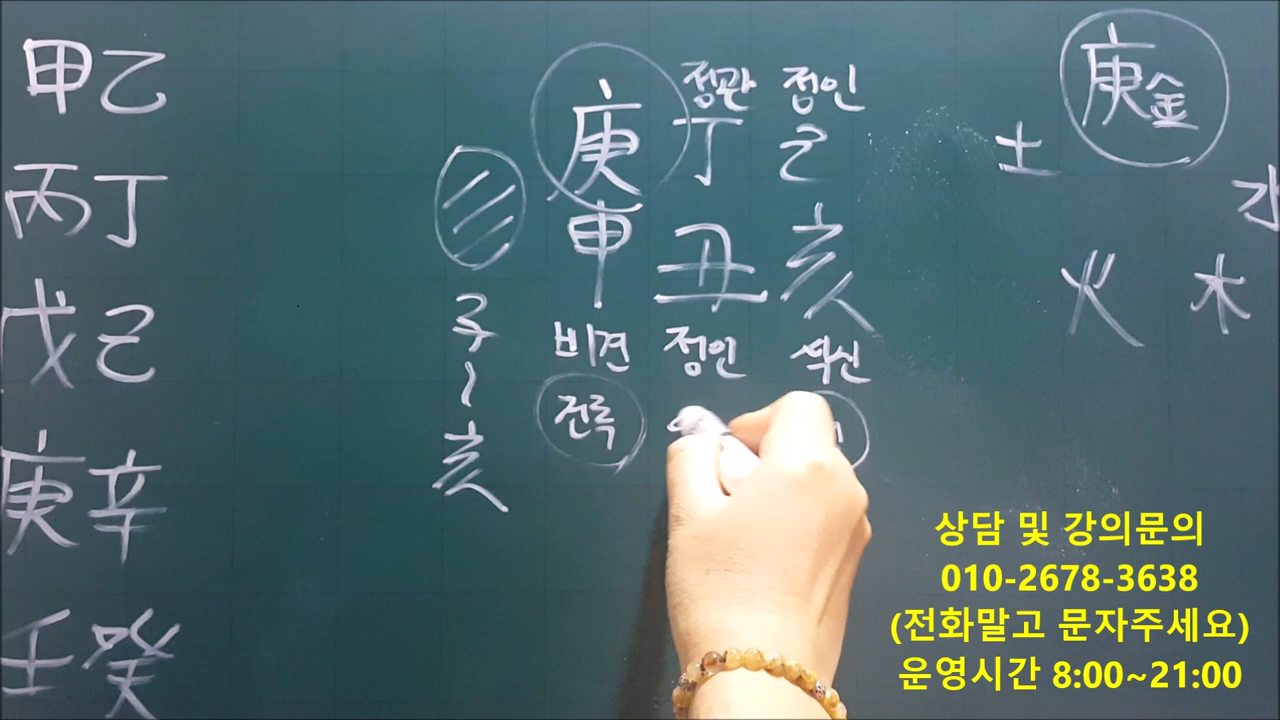 甲乙
丙丁
戊己
庚辛
壬癸
정관 정인
庚丁己
申丑亥
비견 정인 식신
건록
子~亥
庚金
土
水
火 木
상담 및 강의문의
010-2678-3638
(전화말고 문자주세요)
운영시간 8:00~21:00